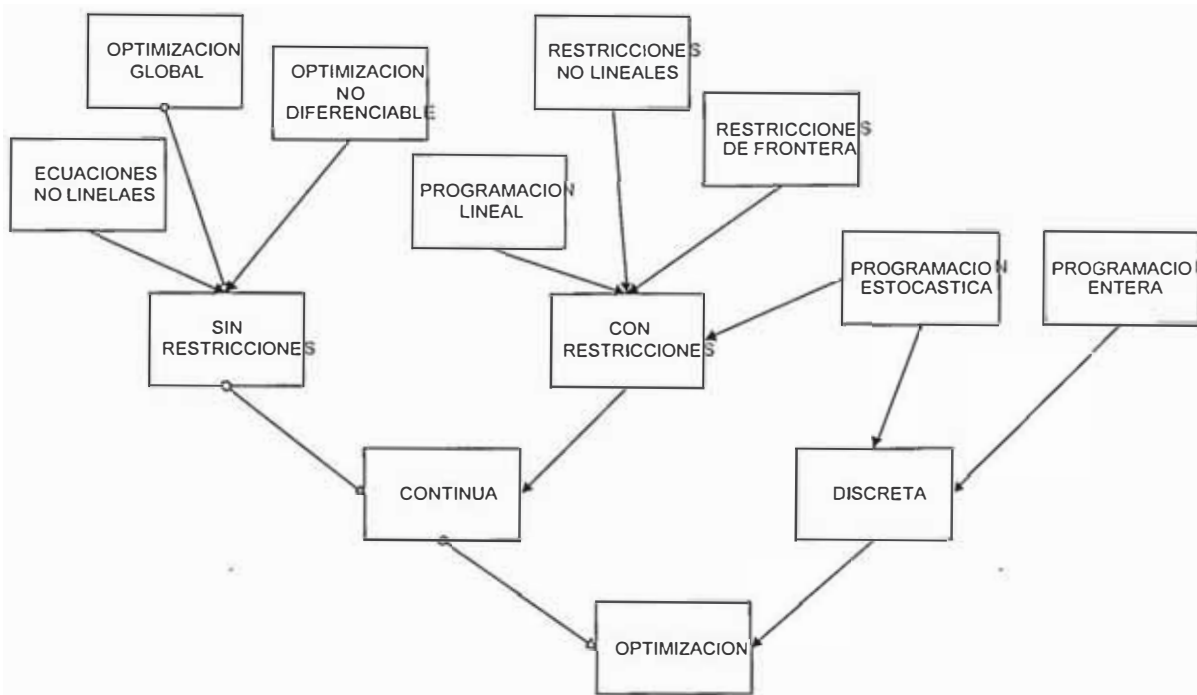 OPTIMIZACION
GLOBAL
OPTIMIZACION
NO
DIFERENCIABLE
RESTRICCIONES
NO LINEALES
RESTRICCIONES
DE FRONTERA
ECUACIONES
NO LINELAES
PROGRAMACION
LINEAL
PROGRAMACION
ESTOCASTICA
PROGRAMACION
ENTERA
SIN
RESTRICCIONES
CON
RESTRICCIONES
CONTINUA
DISCRETA
OPTIMIZACION